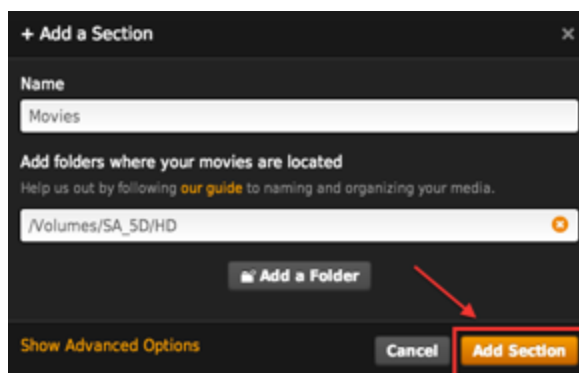 + Add a Section
Name
Movies
Add folders where your movies are located
Help us out by following our guide to naming and organizing your media.
/Volumes/SA_5D/HD
Add a Folder
Show Advanced Options
Cancel
Add Section